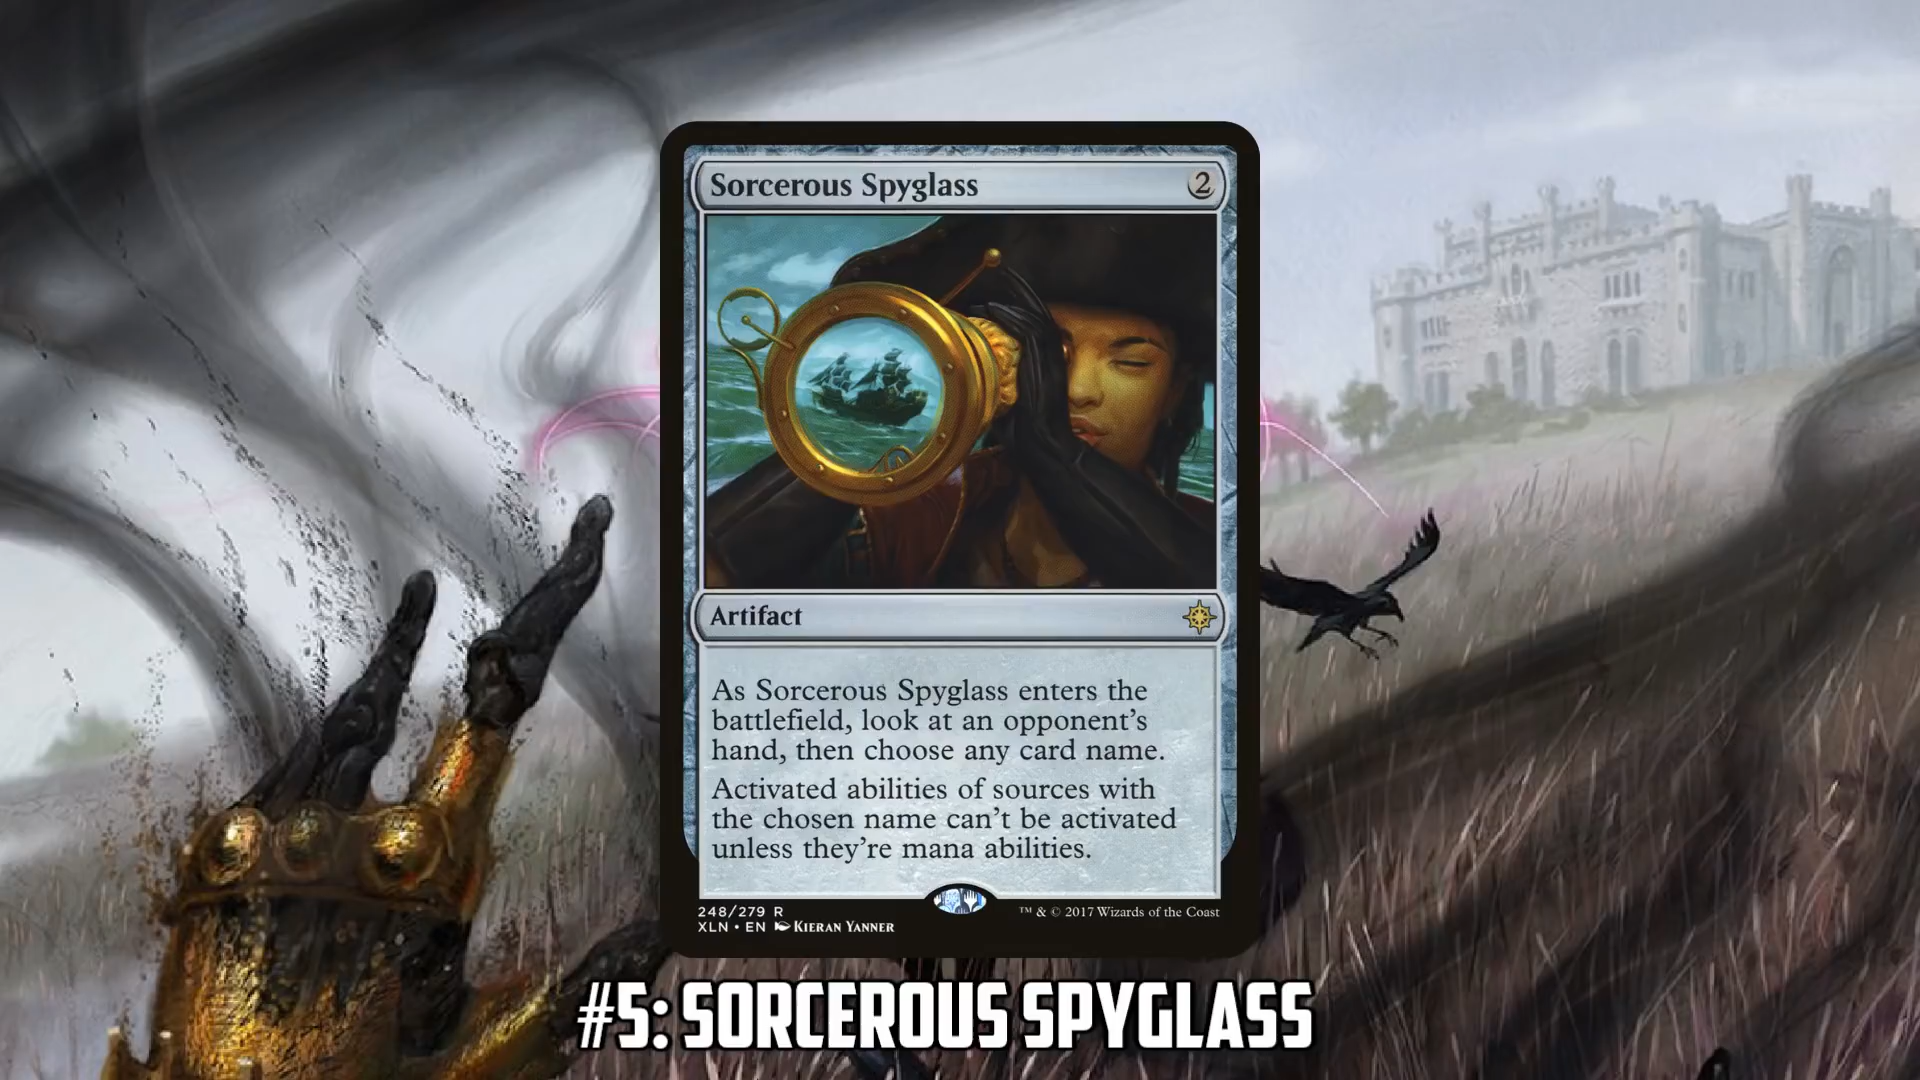 Sorcerous Spyglass 2
Artifact
As Sorcerous Spyglass enters the
battlefield, look at an opponent's
hand, then choose any card name.
Activated abilities of sources with
the chosen name can't be activated
unless they're mana abilities.
248/279 R
XLN • EN KIERAN YANNER
™ & © 2017 Wizards of the Coast
#5: SORCEROUS SPYGLASS